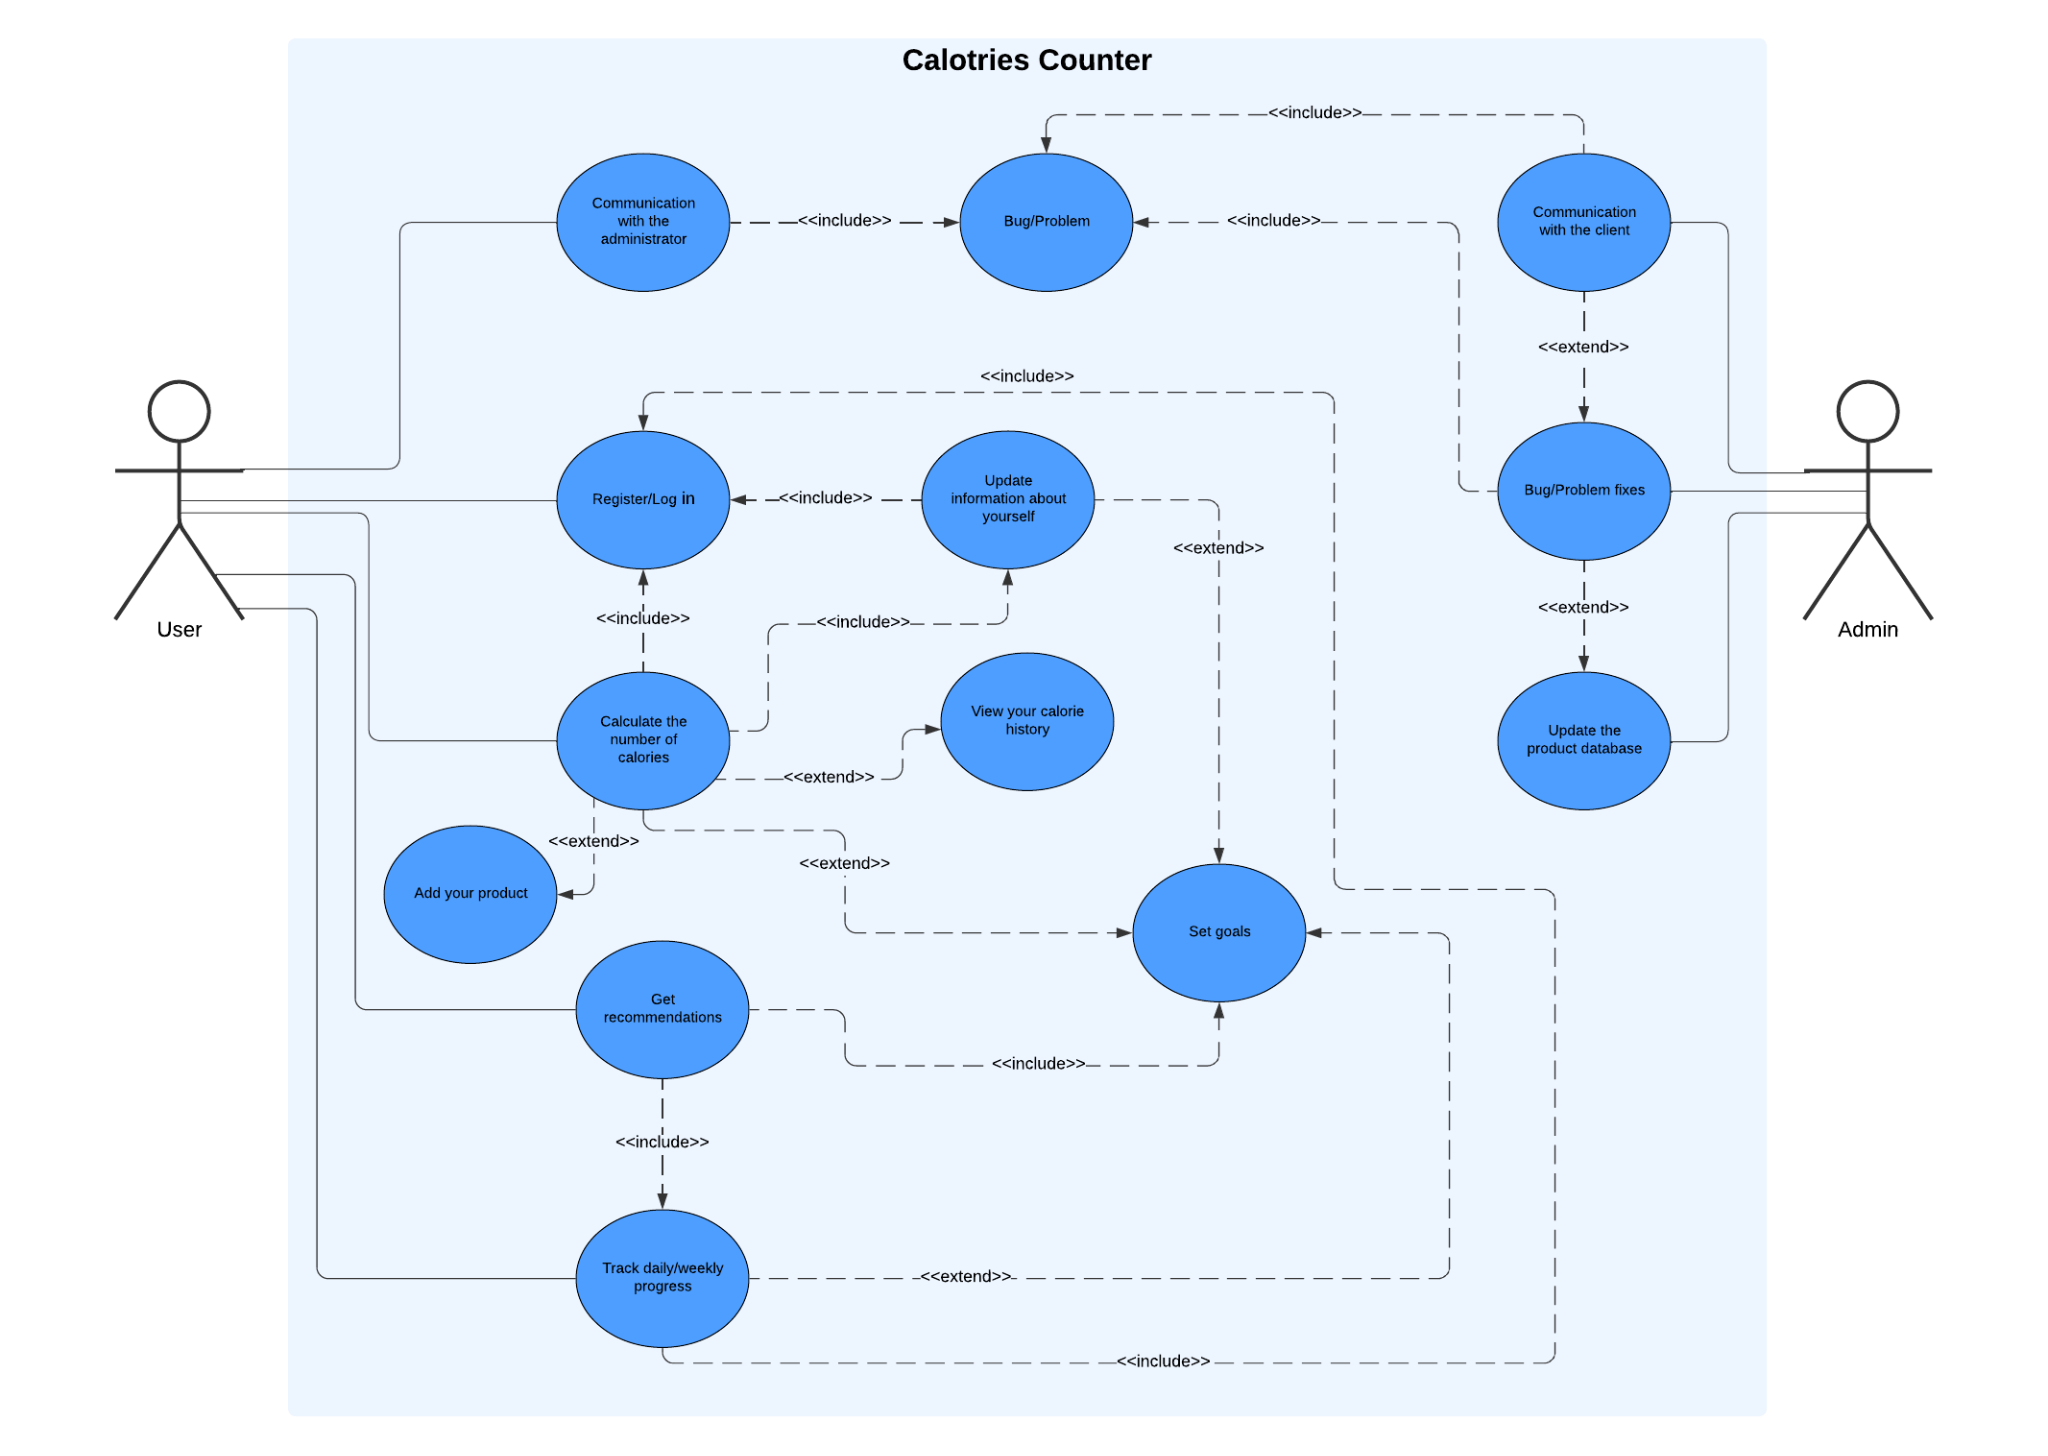 Calotries Counter
<<include>>
Communication
with the
administrator
<<include>>
Bug/Problem
<<include>>
Communication
with the client
<<extend>>
<<include>>
Register/Log in
<<include>>
Update
information about
yourself
<<extend>>
Bug/Problem fixes
<<extend>>
User
Admin
<<include>>
<<include>>
Calculate the
number of
calories
View your calorie
history
<<extend>>
Update the
product database
<<extend>>
<<extend>>
Add your product
Set goals
Get
recommendations
<<include>>
<<include>>
Track daily/weekly
progress
<<extend>>
<<include>>